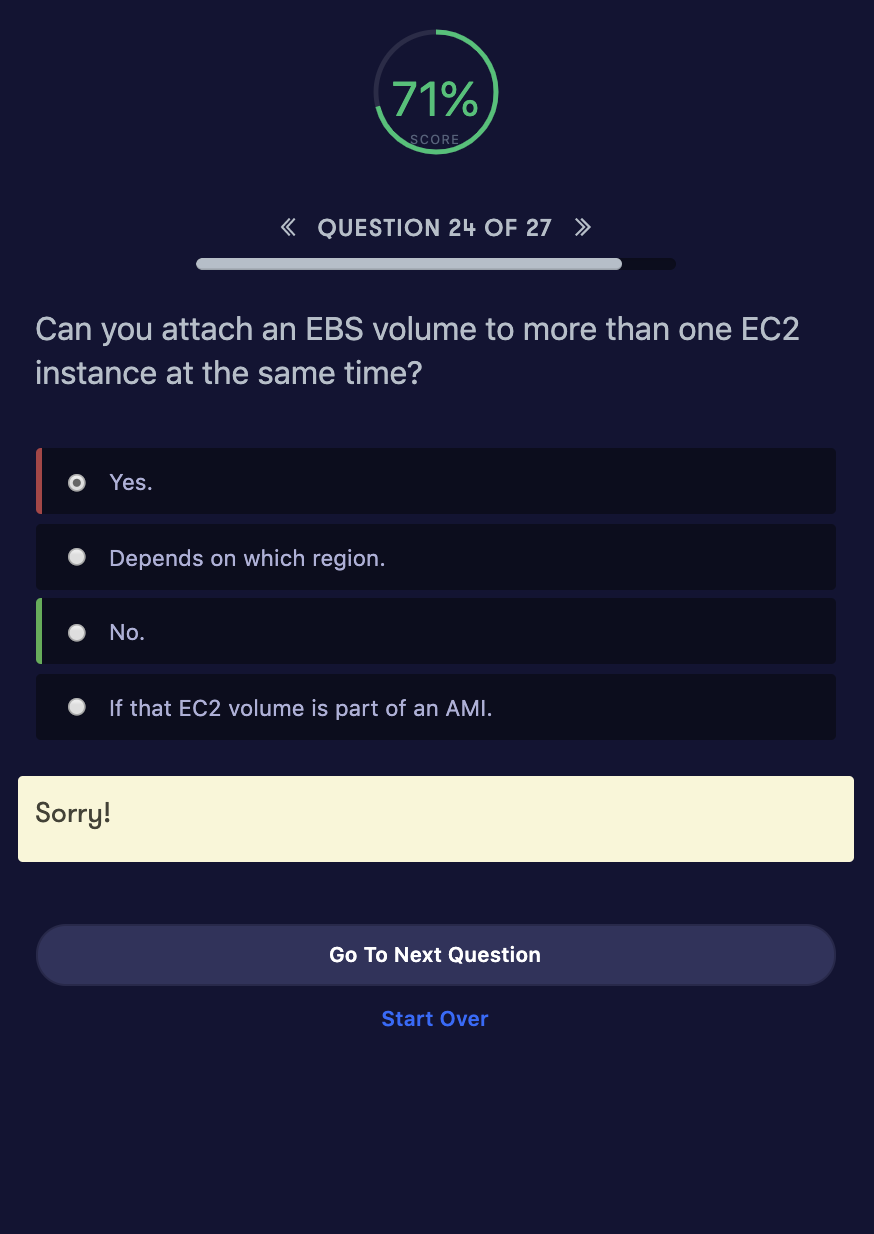 71%
SCORE
« QUESTION 24 OF 27 »
Can you attach an EBS volume to more than one EC2
instance at the same time?
Yes.
Depends on which region.
No.
If that EC2 volume is part of an AMI.
Sorry!
Go To Next Question
Start Over